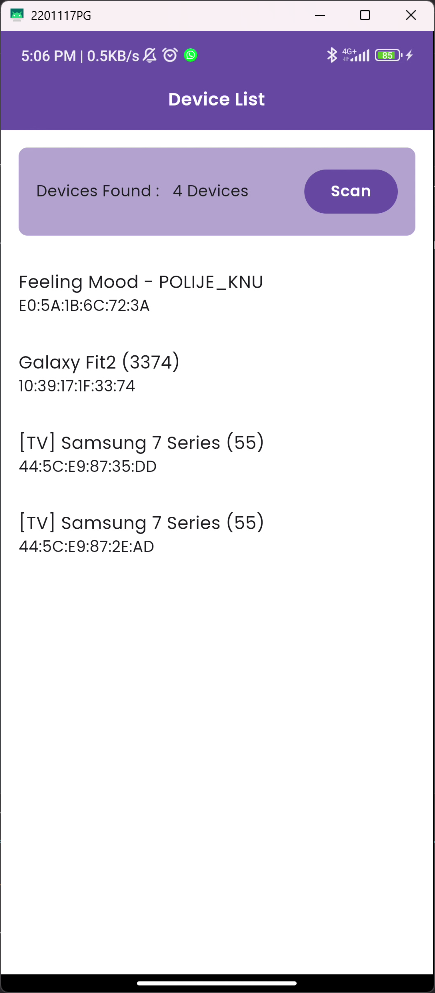 2201117PG
5:06 PM | 0.5KB/s 4G+ 85
Device List
Devices Found : 4 Devices Scan
Feeling Mood - POLIJE_KNU
E0:5A:1B:6C:72:3A
Galaxy Fit2 (3374)
10:39:17:1F:33:74
[TV] Samsung 7 Series (55)
44:5C:E9:87:35:DD
[TV] Samsung 7 Series (55)
44:5C:E9:87:2E:AD